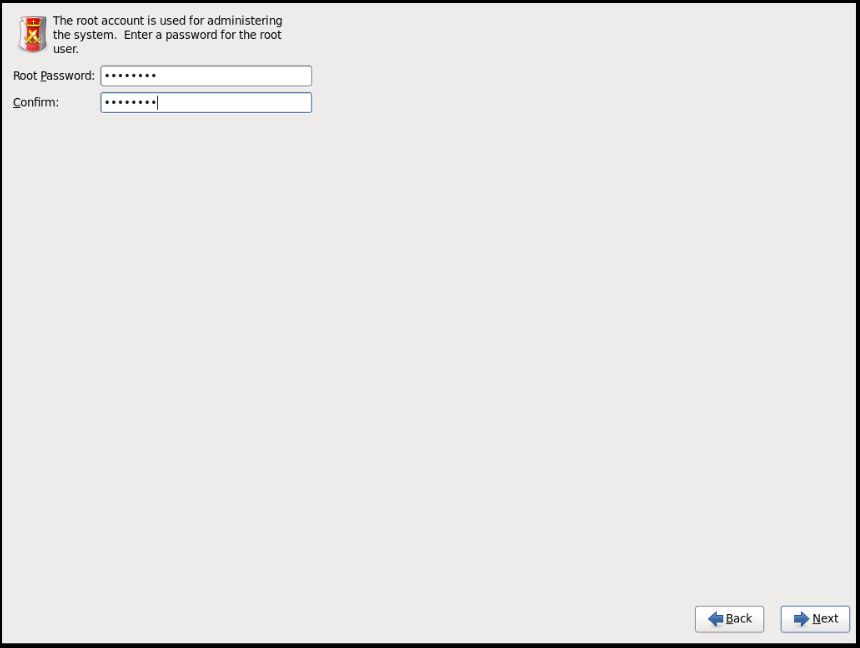 The root account is used for administering
the system.  Enter a password for the root
user.
Root Password: ••••••••
Confirm: ••••••••
Back Next